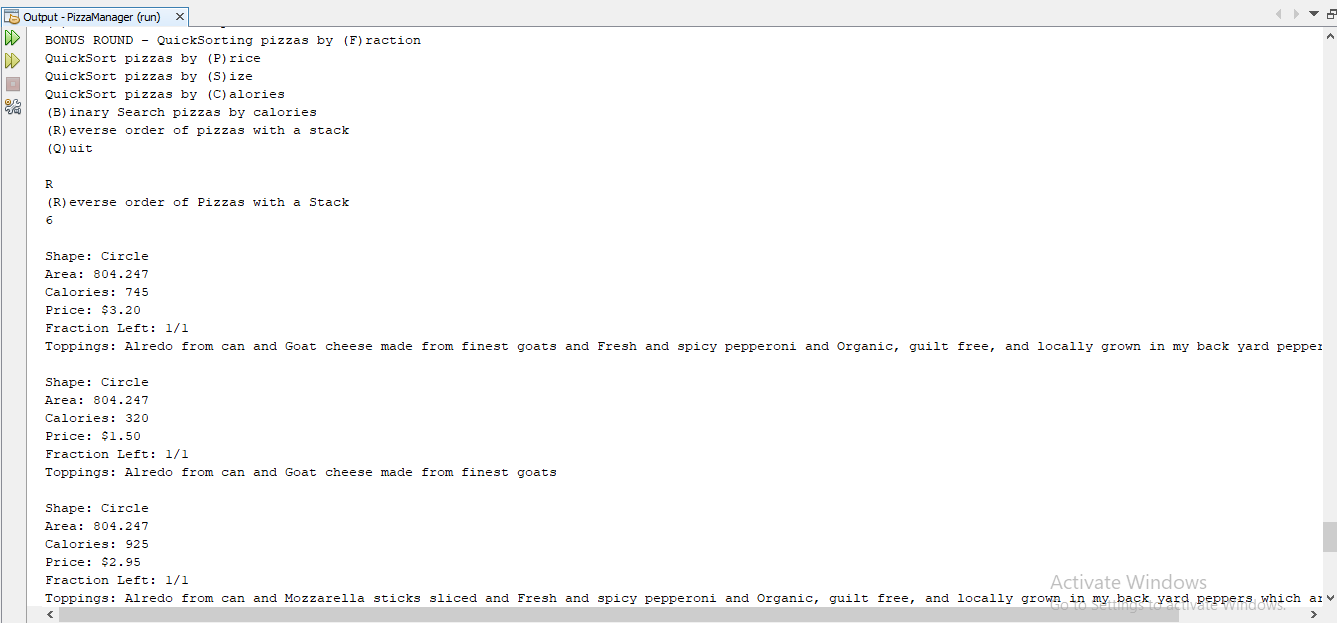 Output - PizzaManager (run)
BONUS ROUND - QuickSorting pizzas by (F)raction
QuickSort pizzas by (P)rice
QuickSort pizzas by (S)ize
QuickSort pizzas by (C)alories
(B)inary Search pizzas by calories
(R)everse order of pizzas with a stack
(Q)uit
R
(R)everse order of Pizzas with a Stack
6
Shape: Circle
Area: 804.247
Calories: 745
Price: $3.20
Fraction Left: 1/1
Toppings: Alredo from can and Goat cheese made from finest goats and Fresh and spicy pepperoni and Organic, guilt free, and locally grown in my back yard pepper
Shape: Circle
Area: 804.247
Calories: 320
Price: $1.50
Fraction Left: 1/1
Toppings: Alredo from can and Goat cheese made from finest goats
Shape: Circle
Area: 804.247
Calories: 925
Price: $2.95
Fraction Left: 1/1
Activate Windows
Toppings: Alredo from can and Mozzarella sticks sliced and Fresh and spicy pepperoni and Organic, guilt free, and locally grown in my back yard peppers which ar
Go to Settings to activate Windows.